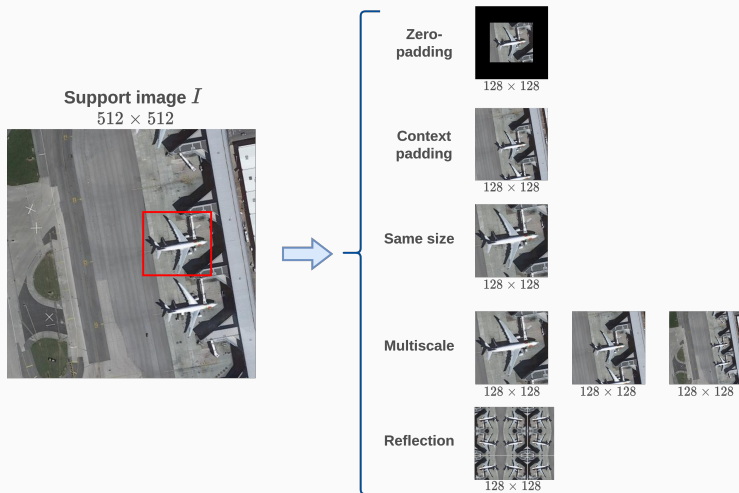 Support image I
512 × 512
Zero-
padding
128 × 128
Context
padding
128 × 128
Same size
128 × 128
Multiscale
128 × 128
128 × 128
128 × 128
Reflection
128 × 128